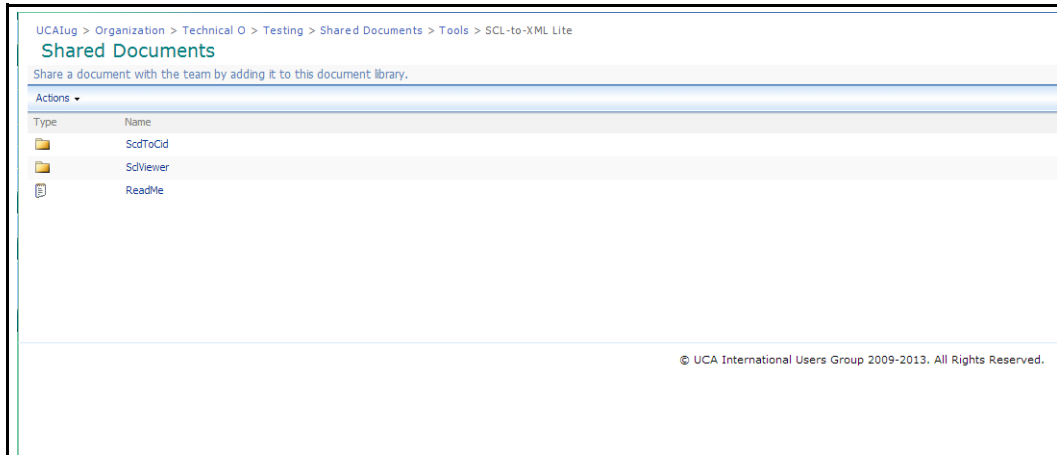 UCAIug > Organization > Technical O > Testing > Shared Documents > Tools > SCL-to-XML Lite
Shared Documents
Share a document with the team by adding it to this document library.
Actions
Type Name
ScdToCid
SclViewer
ReadMe
© UCA International Users Group 2009-2013. All Rights Reserved.